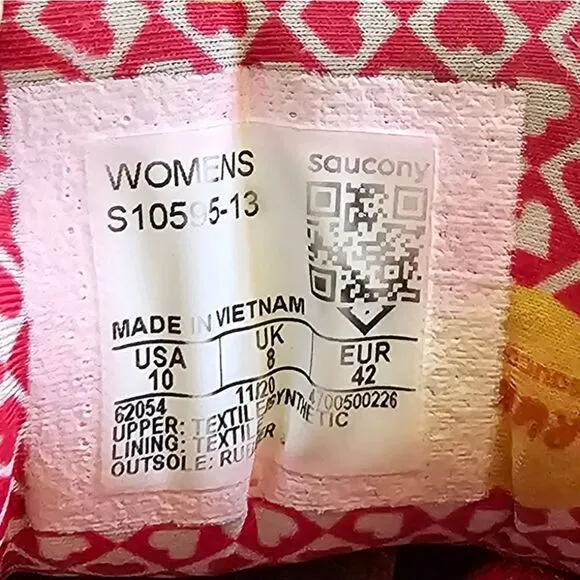 WOMENS
saucony
S10595-13
MADE IN VIETNAM
USA UK EUR
10 8 42
62054 11/20 4700500226
UPPER: TEXTILE/SYNTHETIC
LINING: TEXTILE
OUTSOLE: RUBBER